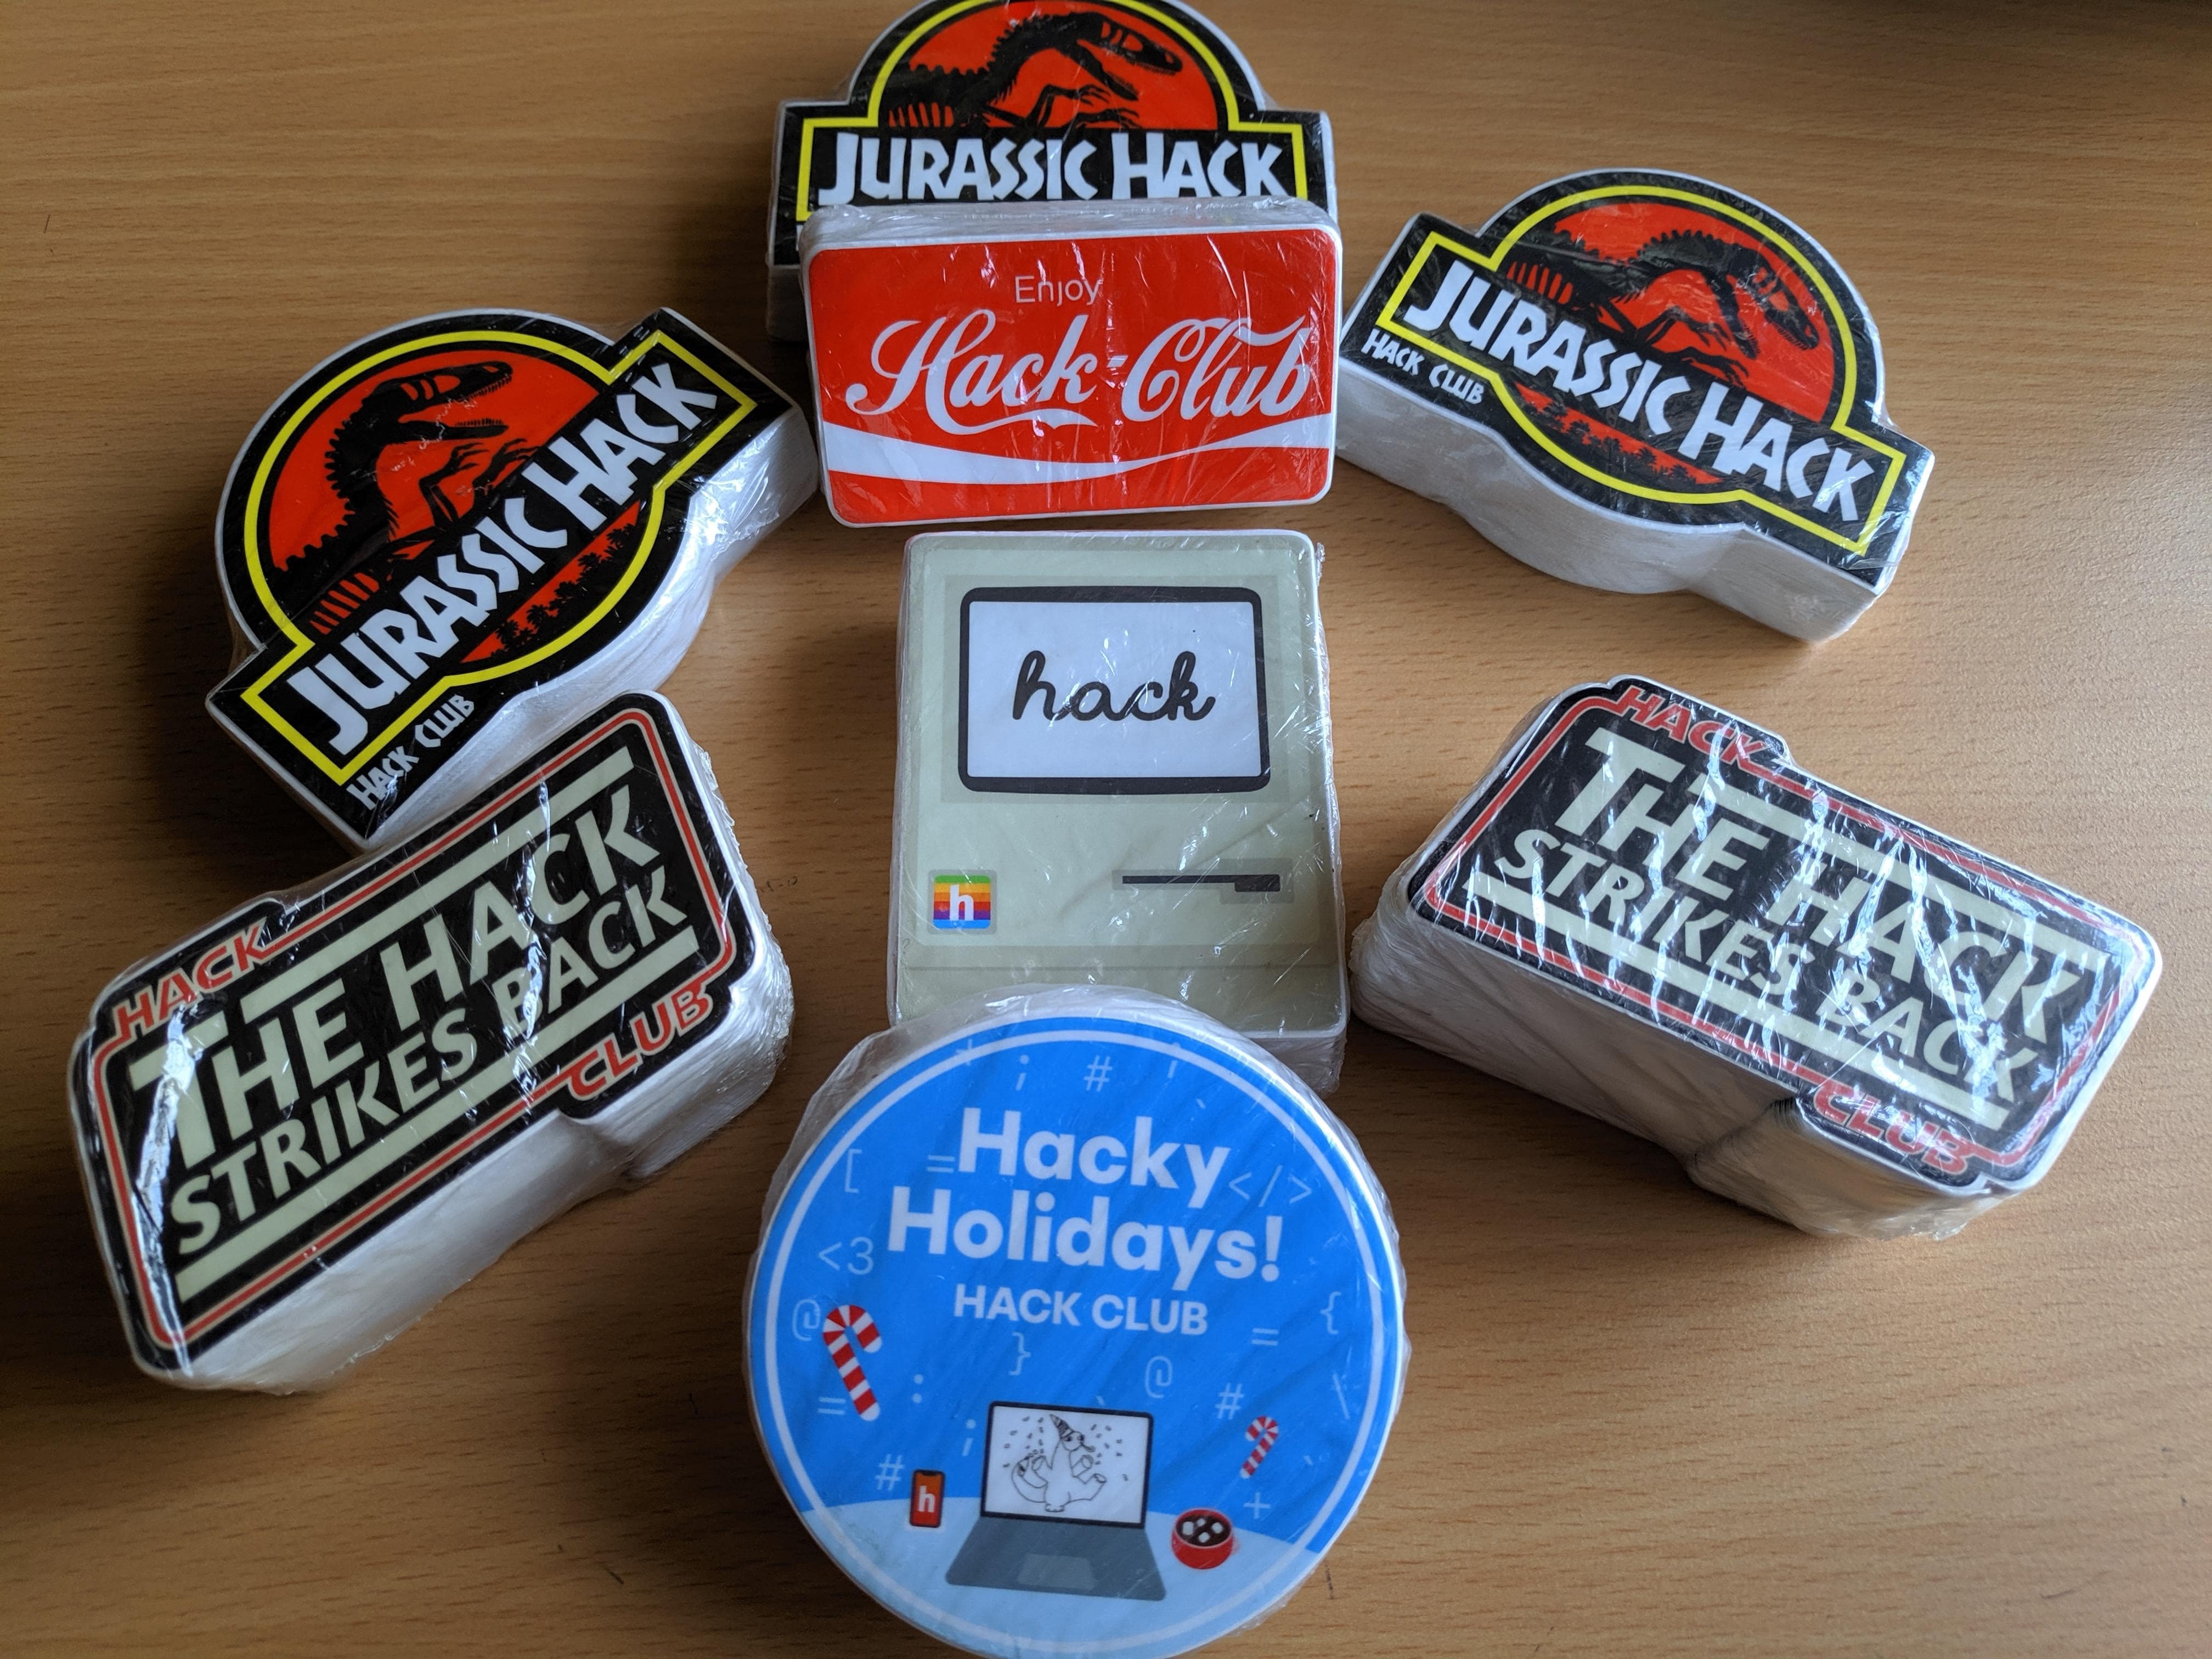 JURASSIC HACK
Enjoy
Hack Club
JURASSIC HACK
HACK CLUB
JURASSIC HACK
HACK CLUB
hack
h
HACK
THE HACK
STRIKES BACK
CLUB
HACK
THE HACK
STRIKES BACK
CLUB
Hacky
</>
Holidays!
<3
HACK CLUB
h